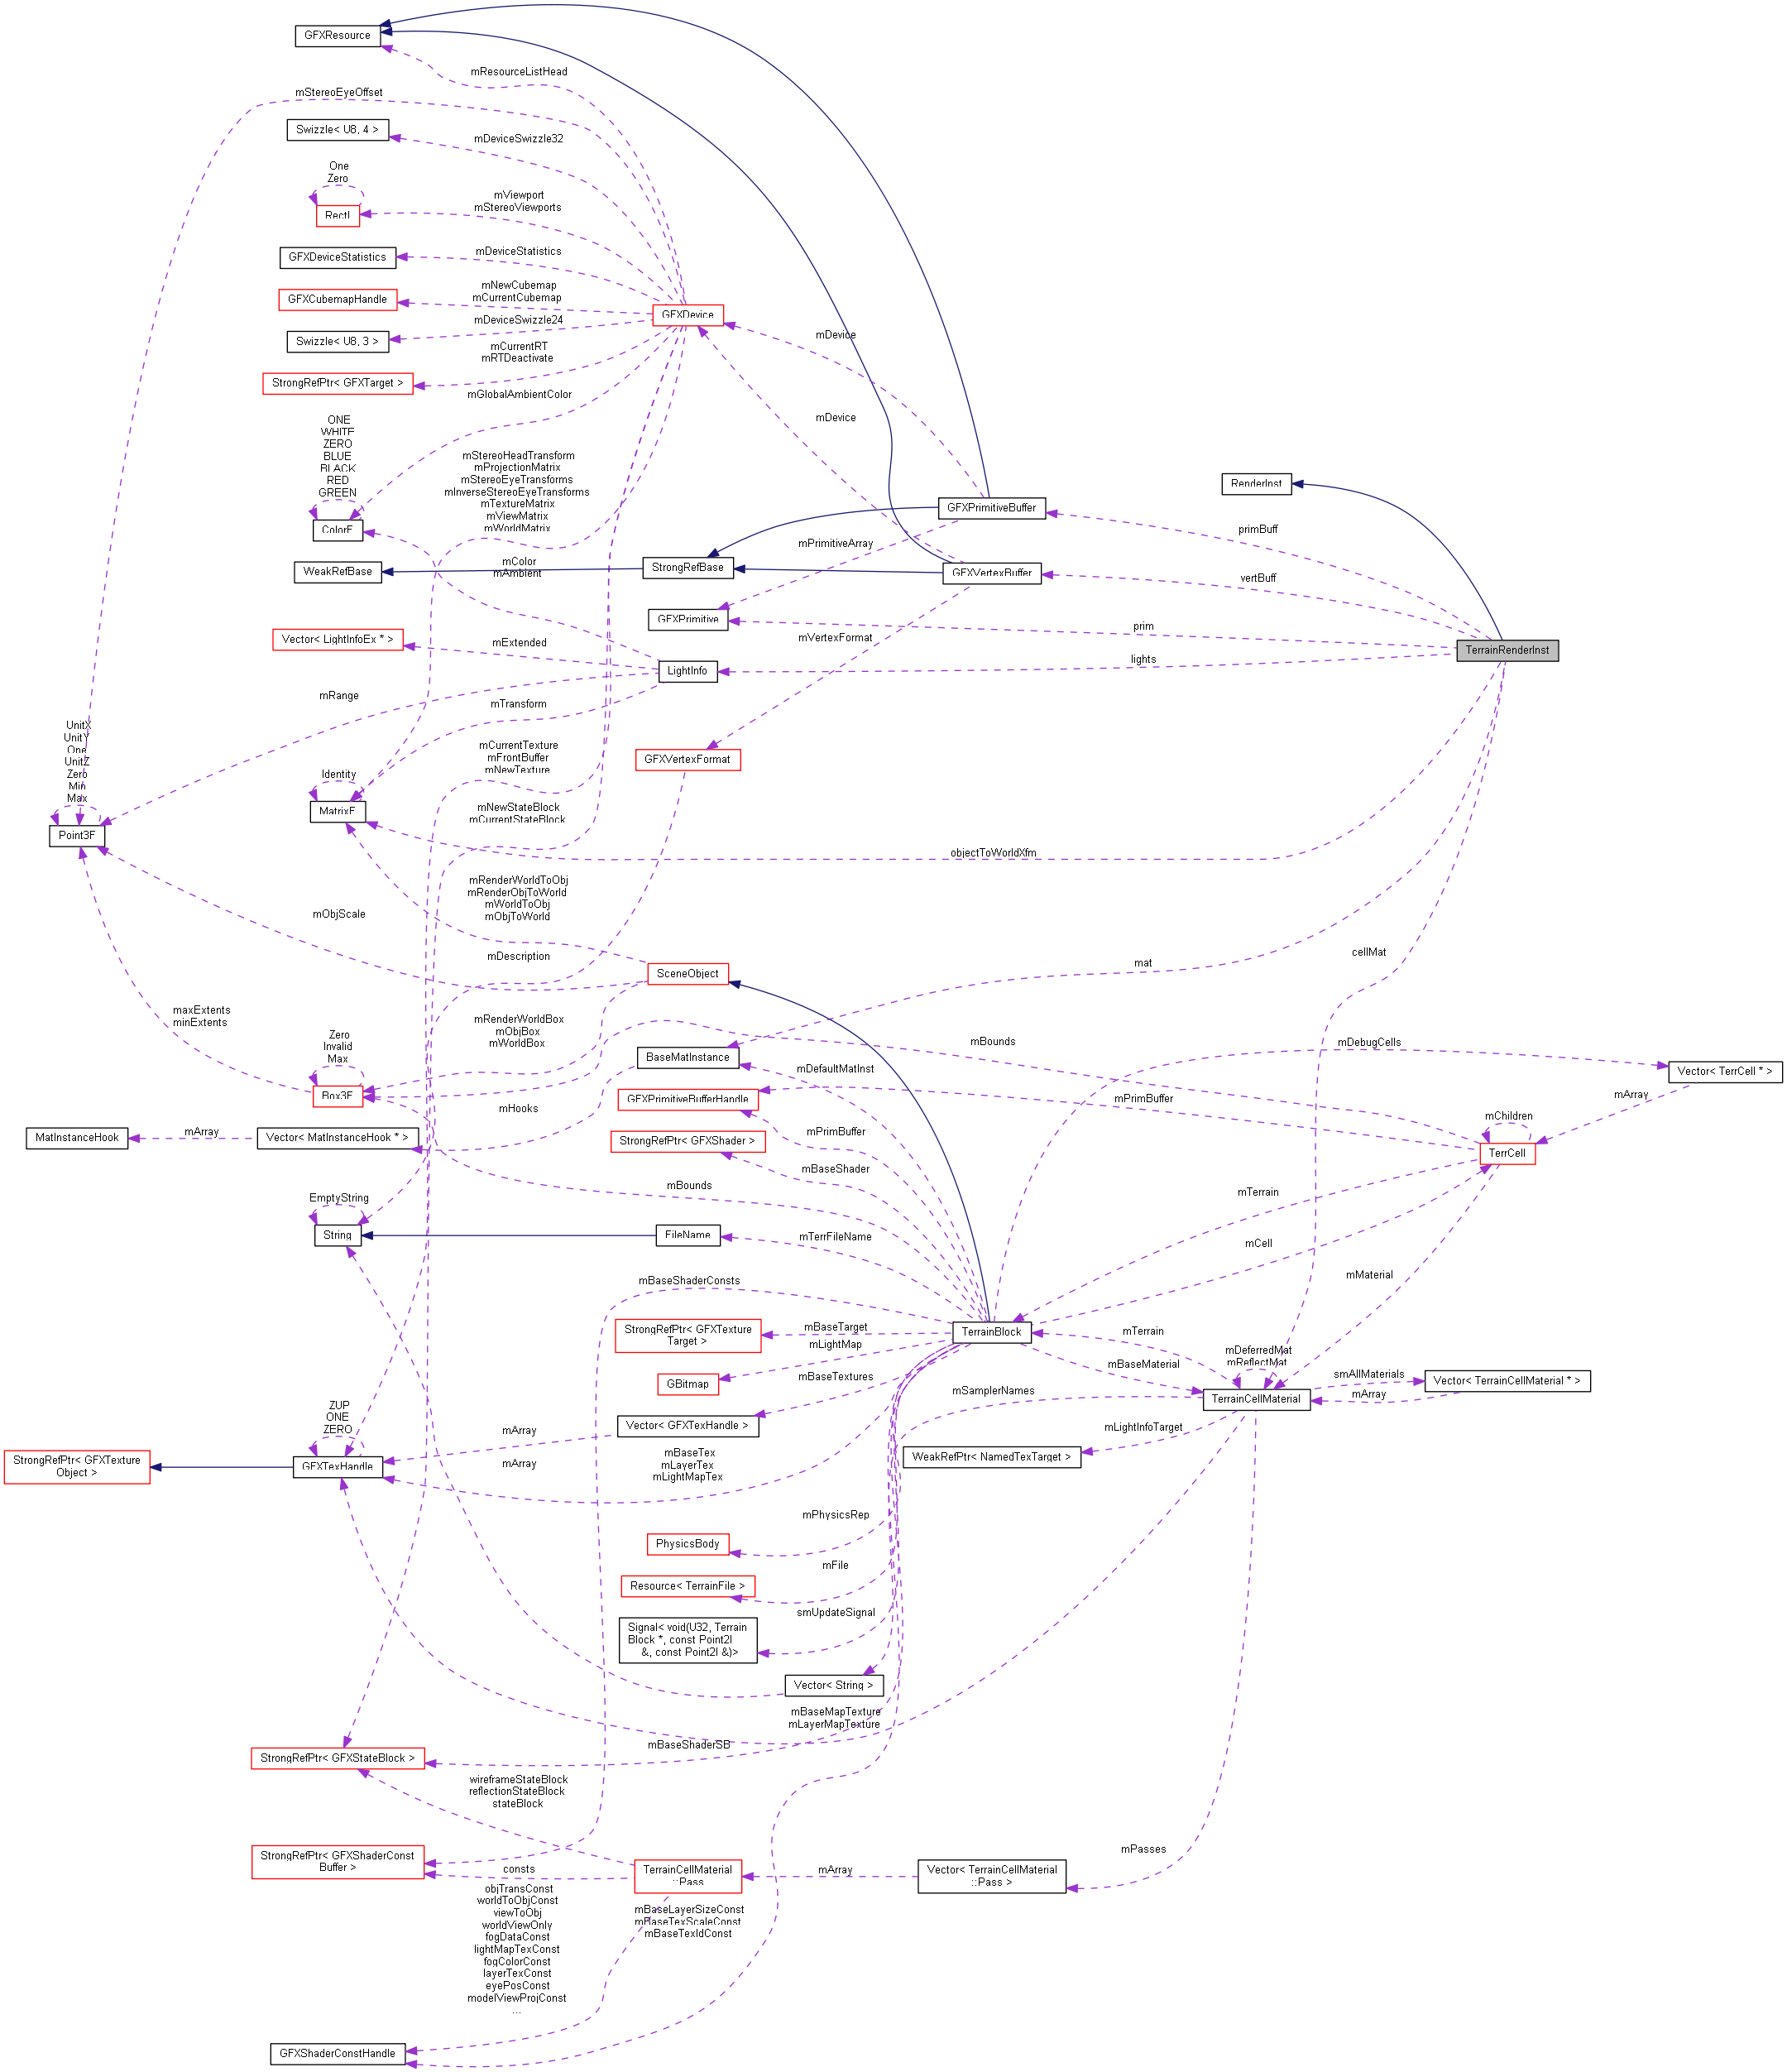 GFXResource
mResourceListHead
mStereoEyeOffset
Swizzle< U8, 4 >
mDeviceSwizzle32
One
Zero
RectI
mViewport
mStereoViewports
GFXDeviceStatistics
mDeviceStatistics
GFXCubemapHandle
mNewCubemap
mCurrentCubemap
GFXDevice
mDevice
Swizzle< U8, 3 >
mDeviceSwizzle24
StrongRefPtr< GFXTarget >
mCurrentRT
mRTDeactivate
mGlobalAmbientColor
mDevice
ONE
WHITE
ZERO
BLUE
BLACK
RED
GREEN
ColorF
mStereoHeadTransform
mProjectionMatrix
mStereoEyeTransforms
mInverseStereoEyeTransforms
mTextureMatrix
mViewMatrix
mWorldMatrix
RenderInst
GFXPrimitiveBuffer
primBuff
mPrimitiveArray
WeakRefBase
mColor
mAmbient
StrongRefBase
GFXVertexBuffer
vertBuff
GFXPrimitive
prim
Vector< LightInfoEx * >
mExtended
mVertexFormat
TerrainRenderInst
LightInfo
lights
mRange
mTransform
UnitX
UnitY
One
UnitZ
Zero
Min
Max
Point3F
Identity
MatrixF
mCurrentTexture
mFrontBuffer
mNewTexture
GFXVertexFormat
mNewStateBlock
mCurrentStateBlock
objectToWorldXfm
mRenderWorldToObj
mRenderObjToWorld
mWorldToObj
mObjToWorld
mObjScale
mDescription
SceneObject
mat
cellMat
maxExtents
minExtents
Zero
Invalid
Max
Box3F
mRenderWorldBox
mObjBox
mWorldBox
BaseMatInstance
mBounds
mDebugCells
Vector< TerrCell * >
mDefaultMatInst
GFXPrimitiveBufferHandle
mPrimBuffer
mArray
mHooks
MatInstanceHook
mArray
Vector< MatInstanceHook * >
StrongRefPtr< GFXShader >
mPrimBuffer
mChildren
TerrCell
mBaseShader
mBounds
EmptyString
String
FileName
mTerrFileName
mTerrain
mCell
mMaterial
mBaseShaderConsts
StrongRefPtr< GFXTexture
Target >
mBaseTarget
mLightMap
TerrainBlock
mTerrain
mBaseMaterial
mDeferredMat
mReflectMat
GBitmap
mBaseTextures
mSamplerNames
TerrainCellMaterial
smAllMaterials
mArray
Vector< TerrainCellMaterial * >
ZUP
ONE
ZERO
GFXTexHandle
mArray
Vector< GFXTexHandle >
mLightInfoTarget
WeakRefPtr< NamedTexTarget >
StrongRefPtr< GFXTexture
Object >
mArray
mBaseTex
mLayerTex
mLightMapTex
PhysicsBody
mPhysicsRep
Resource< TerrainFile >
mFile
Signal< void(U32, Terrain
Block *, const Point2I
&, const Point2I &)>
smUpdateSignal
Vector< String >
mBaseMapTexture
mLayerMapTexture
StrongRefPtr< GFXStateBlock >
mBaseShaderSB
wireframeStateBlock
reflectionStateBlock
stateBlock
StrongRefPtr< GFXShaderConst
Buffer >
consts
TerrainCellMaterial
::Pass
mArray
Vector< TerrainCellMaterial
::Pass >
mPasses
objTransConst
worldToObjConst
viewToObj
worldViewOnly
fogDataConst
lightMapTexConst
fogColorConst
layerTexConst
eyePosConst
modelViewProjConst
...
mBaseLayerSizeConst
mBaseTexScaleConst
mBaseTexIdConst
GFXShaderConstHandle